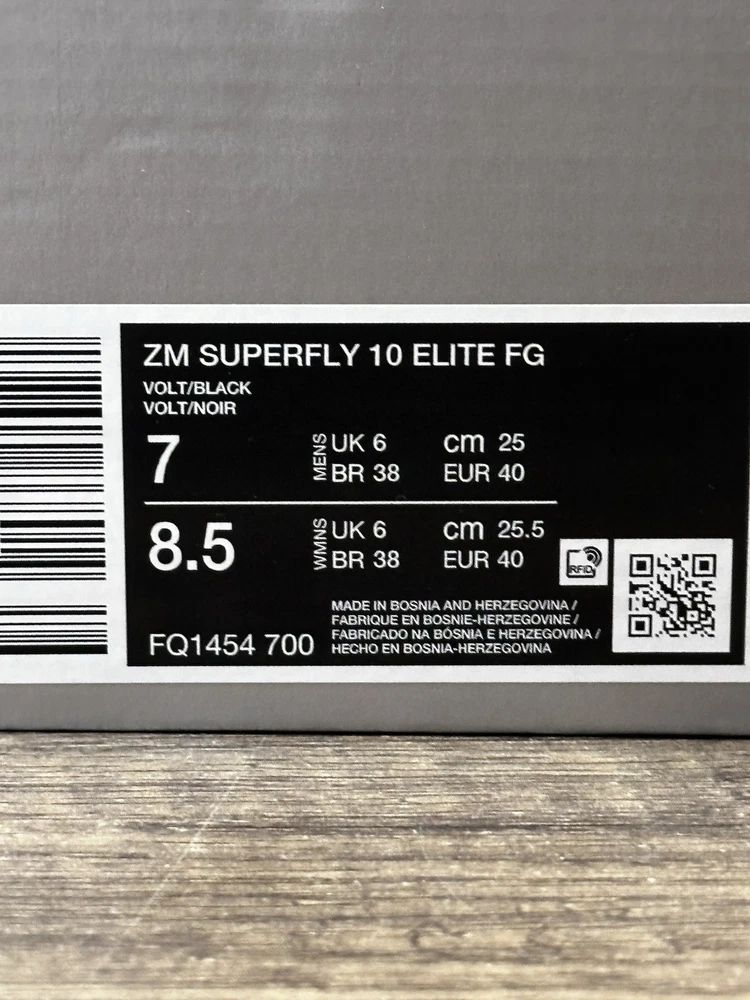 ZM SUPERFLY 10 ELITE FG
VOLT/BLACK
VOLT/NOIR
7 MENS UK 6 cm 25
BR 38 EUR 40
8.5 WMNS UK 6 cm 25.5
BR 38 EUR 40
RFID
MADE IN BOSNIA AND HERZEGOVINA /
FABRIQUE EN BOSNIE-HERZEGOVINE /
FABRICADO NA BÓSNIA E HERZEGOVINA /
HECHO EN BOSNIA-HERZEGOVINA
FQ1454 700